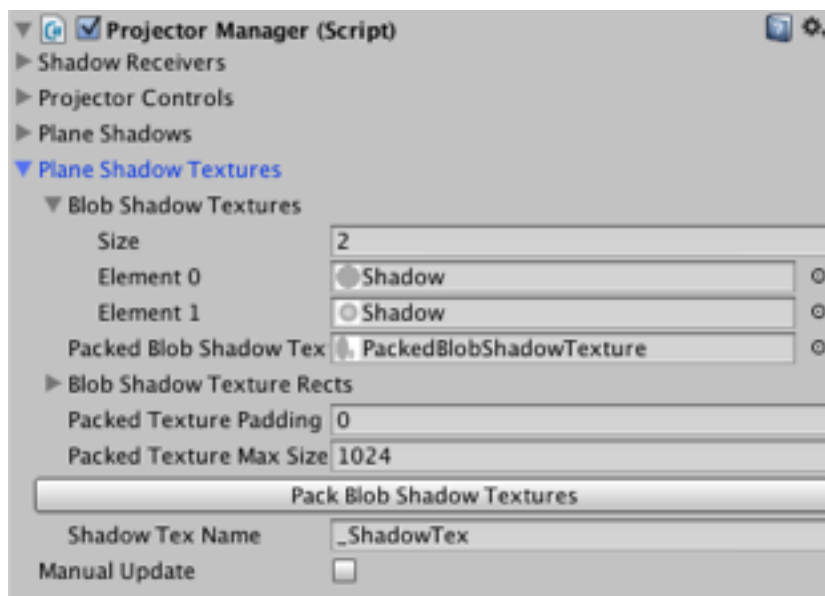 Projector Manager (Script)
Shadow Receivers
Projector Controls
Plane Shadows
Plane Shadow Textures
Blob Shadow Textures
Size 2
Element 0 Shadow
Element 1 Shadow
Packed Blob Shadow Tex PackedBlobShadowTexture
Blob Shadow Texture Rects
Packed Texture Padding 0
Packed Texture Max Size 1024
Pack Blob Shadow Textures
Shadow Tex Name _ShadowTex
Manual Update